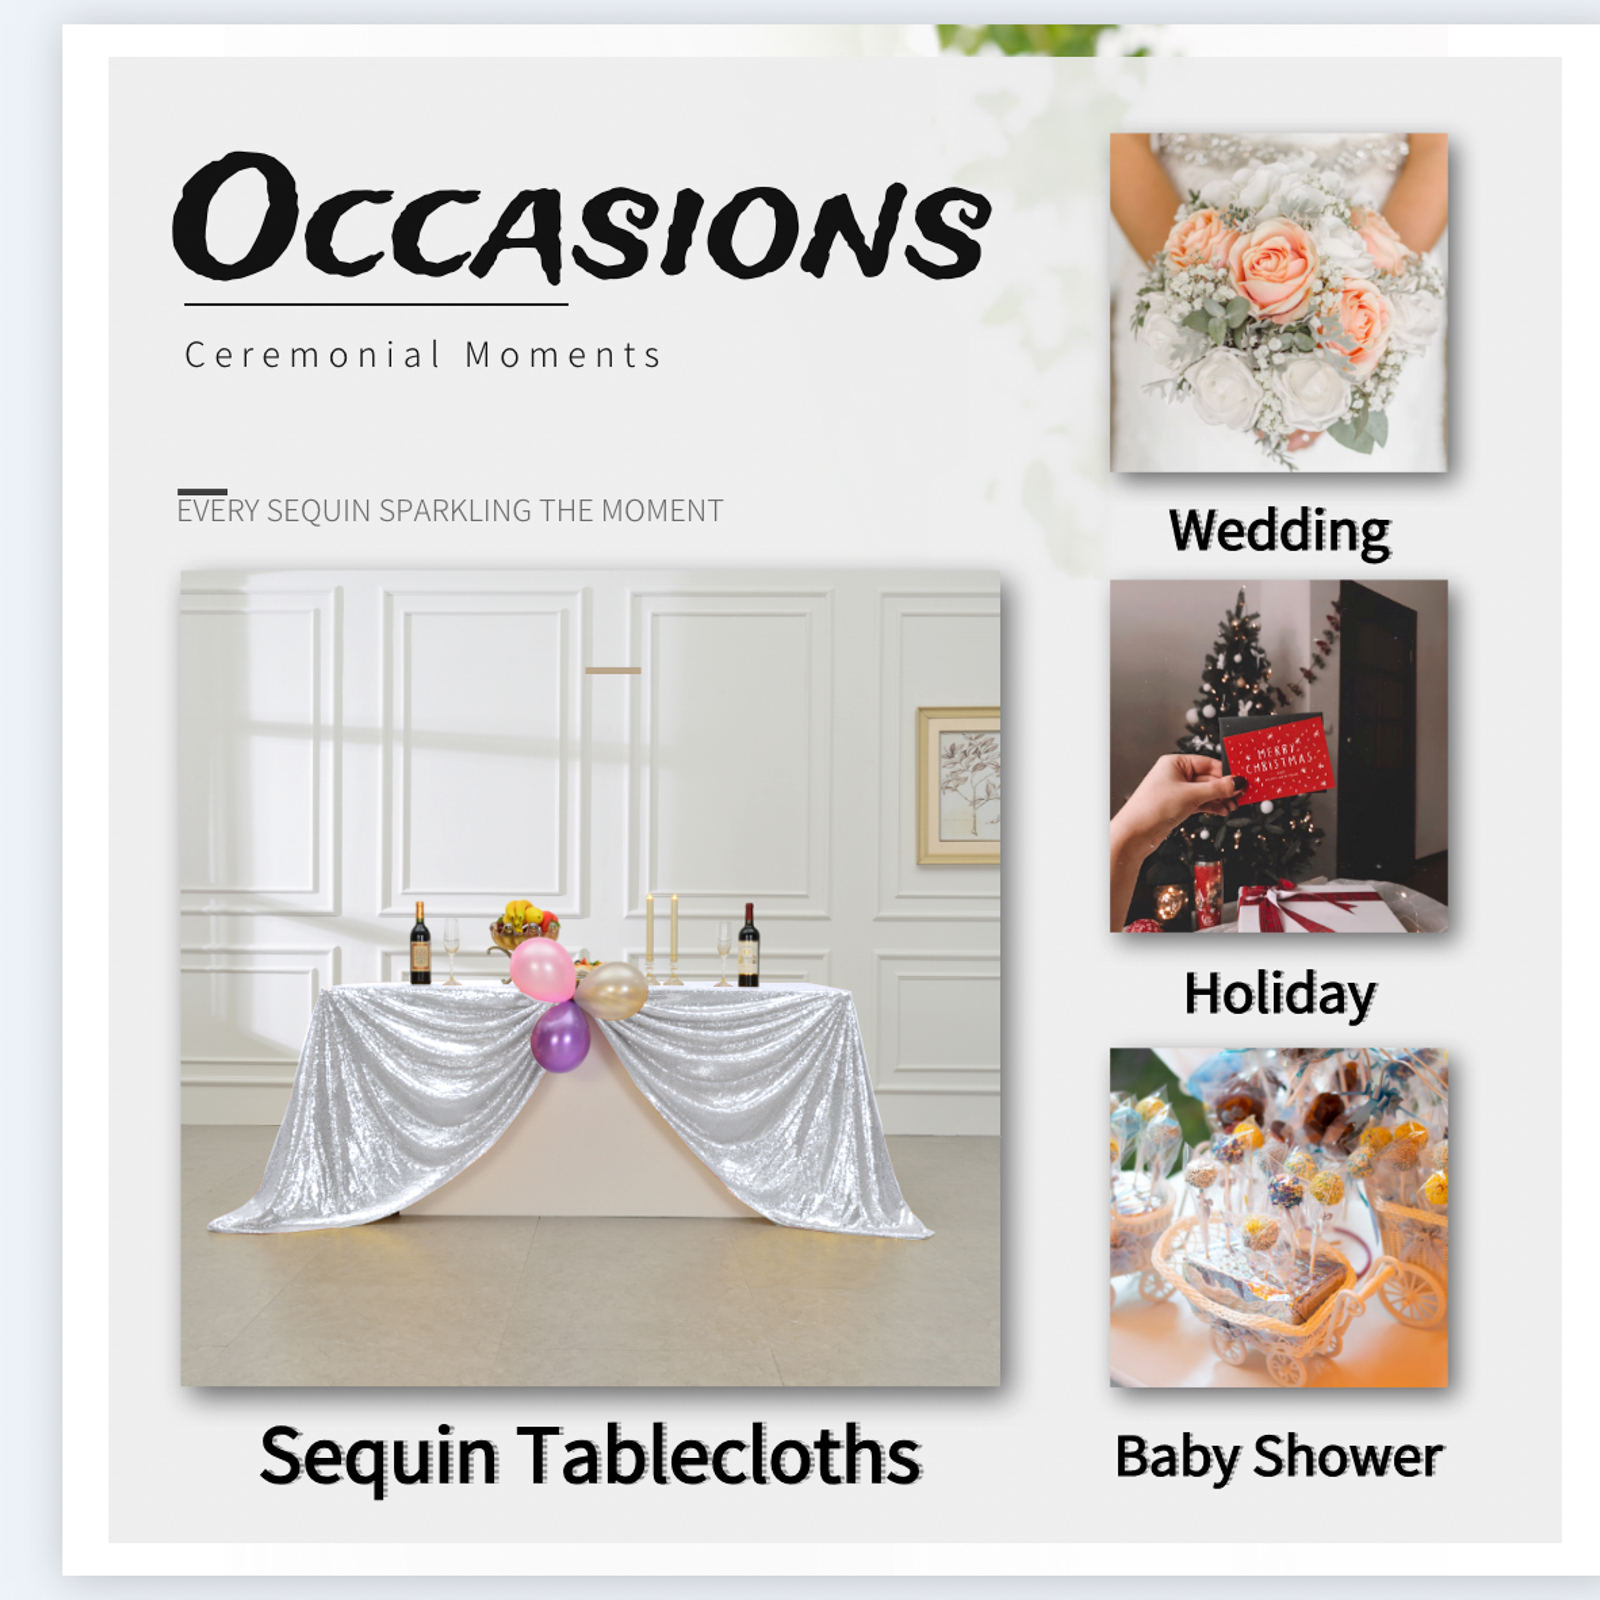 OCCASIONS
Ceremonial Moments
EVERY SEQUIN SPARKLING THE MOMENT
Wedding
MERRY
CHRISTMAS
Holiday
Sequin Tablecloths
Baby Shower